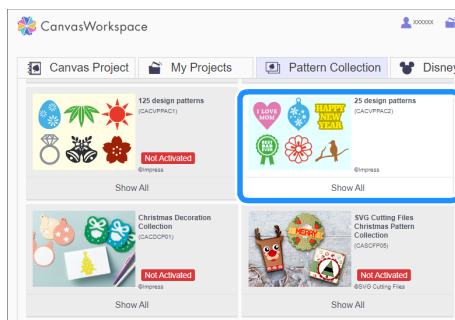 CanvasWorkspace
xxxxxx
Canvas Project
My Projects
Pattern Collection
Disney
125 design patterns
(CACVPPAC1)
Not Activated
©Impress
Show All
I LOVE
MOM
HAPPY
NEW
YEAR
25 design patterns
(CACVPPAC2)
©Impress
Show All
Christmas Decoration
Collection
(CACDCP01)
Not Activated
©Impress
Show All
MERRY
SVG Cutting Files
Christmas Pattern
Collection
(CASCFP05)
Not Activated
©SVG Cutting Files
Show All